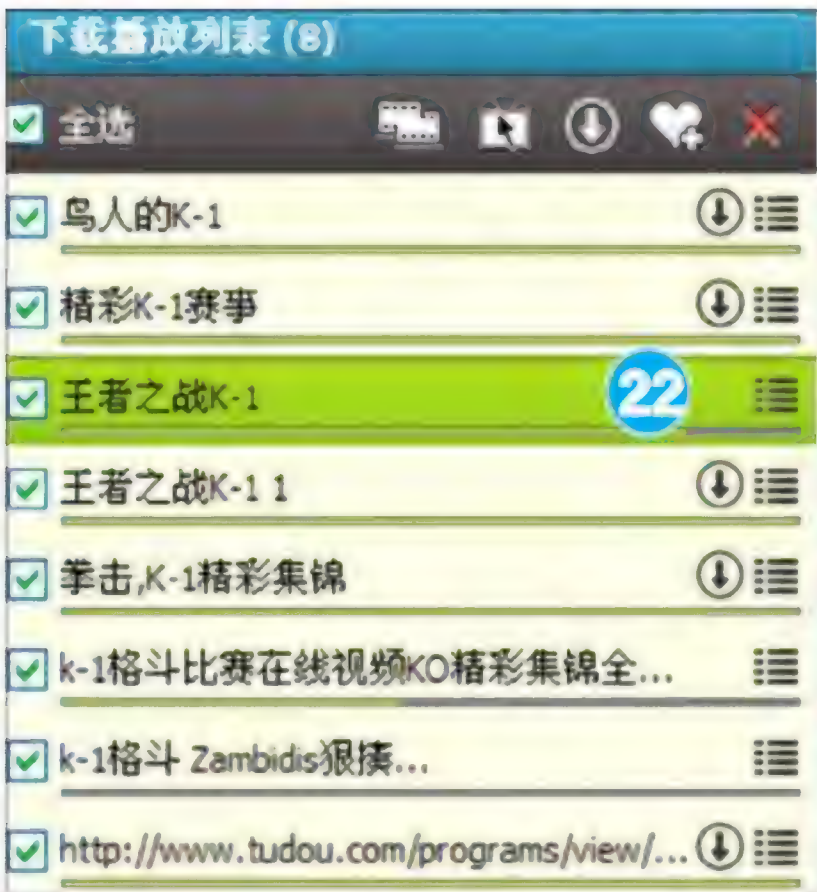 下载播放列表 (8)
全选
鸟人的K-1
精彩K-1赛事
王者之战K-1
22
王者之战K-1 1
拳击,K-1精彩集锦
k-1格斗比赛在线视频KO精彩集锦全...
k-1格斗 Zambidis狠揍...
http://www.tudou.com/programs/view/...